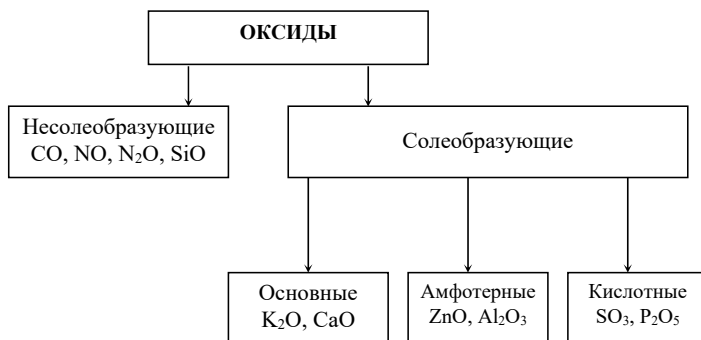 ОКСИДЫ
Несолеобразующие
CO, NO, N₂O, SiO
Солеобразующие
Основные
K₂O, CaO
Амфотерные
ZnO, Al₂O₃
Кислотные
SO₃, P₂O₅